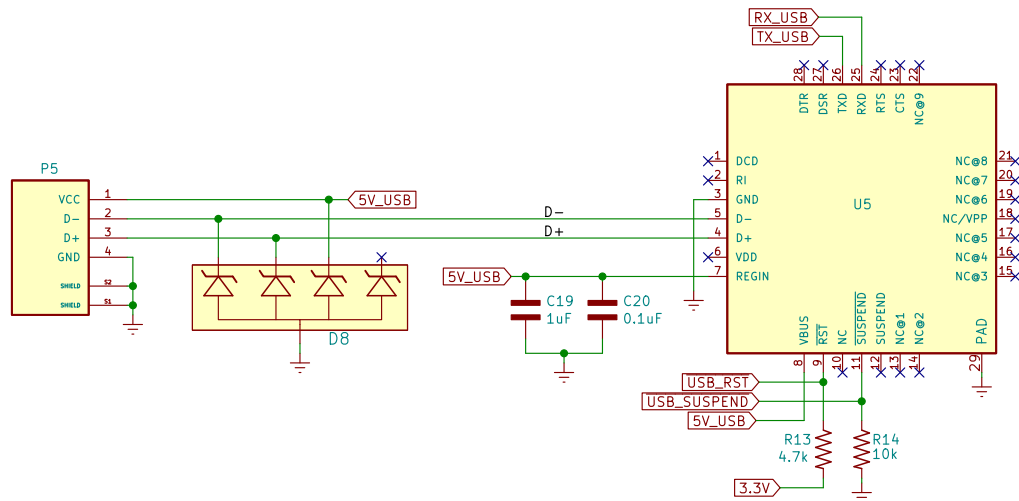 RX_USB
TX_USB
28
27
26
25
24
23
22
DTR
DSR
TXD
RXD
RTS
CTS
NC@9
P5
VCC 1
D- 2
D+ 3
GND 4
SHIELD S2
SHIELD S1
5V_USB
D-
D+
D8
5V_USB
C19
1uF
C20
0.1uF
U5
1 DCD
2 RI
3 GND
5 D-
4 D+
6 VDD
7 REGIN
NC@8 21
NC@7 20
NC@6 19
NC/VPP 18
NC@5 17
NC@4 16
NC@3 15
VBUS
RST
NC
SUSPEND
SUSPEND
NC@1
NC@2
PAD
8
9
10
11
12
13
14
29
USB_RST
USB_SUSPEND
5V_USB
R13
4.7k
R14
10k
3.3V